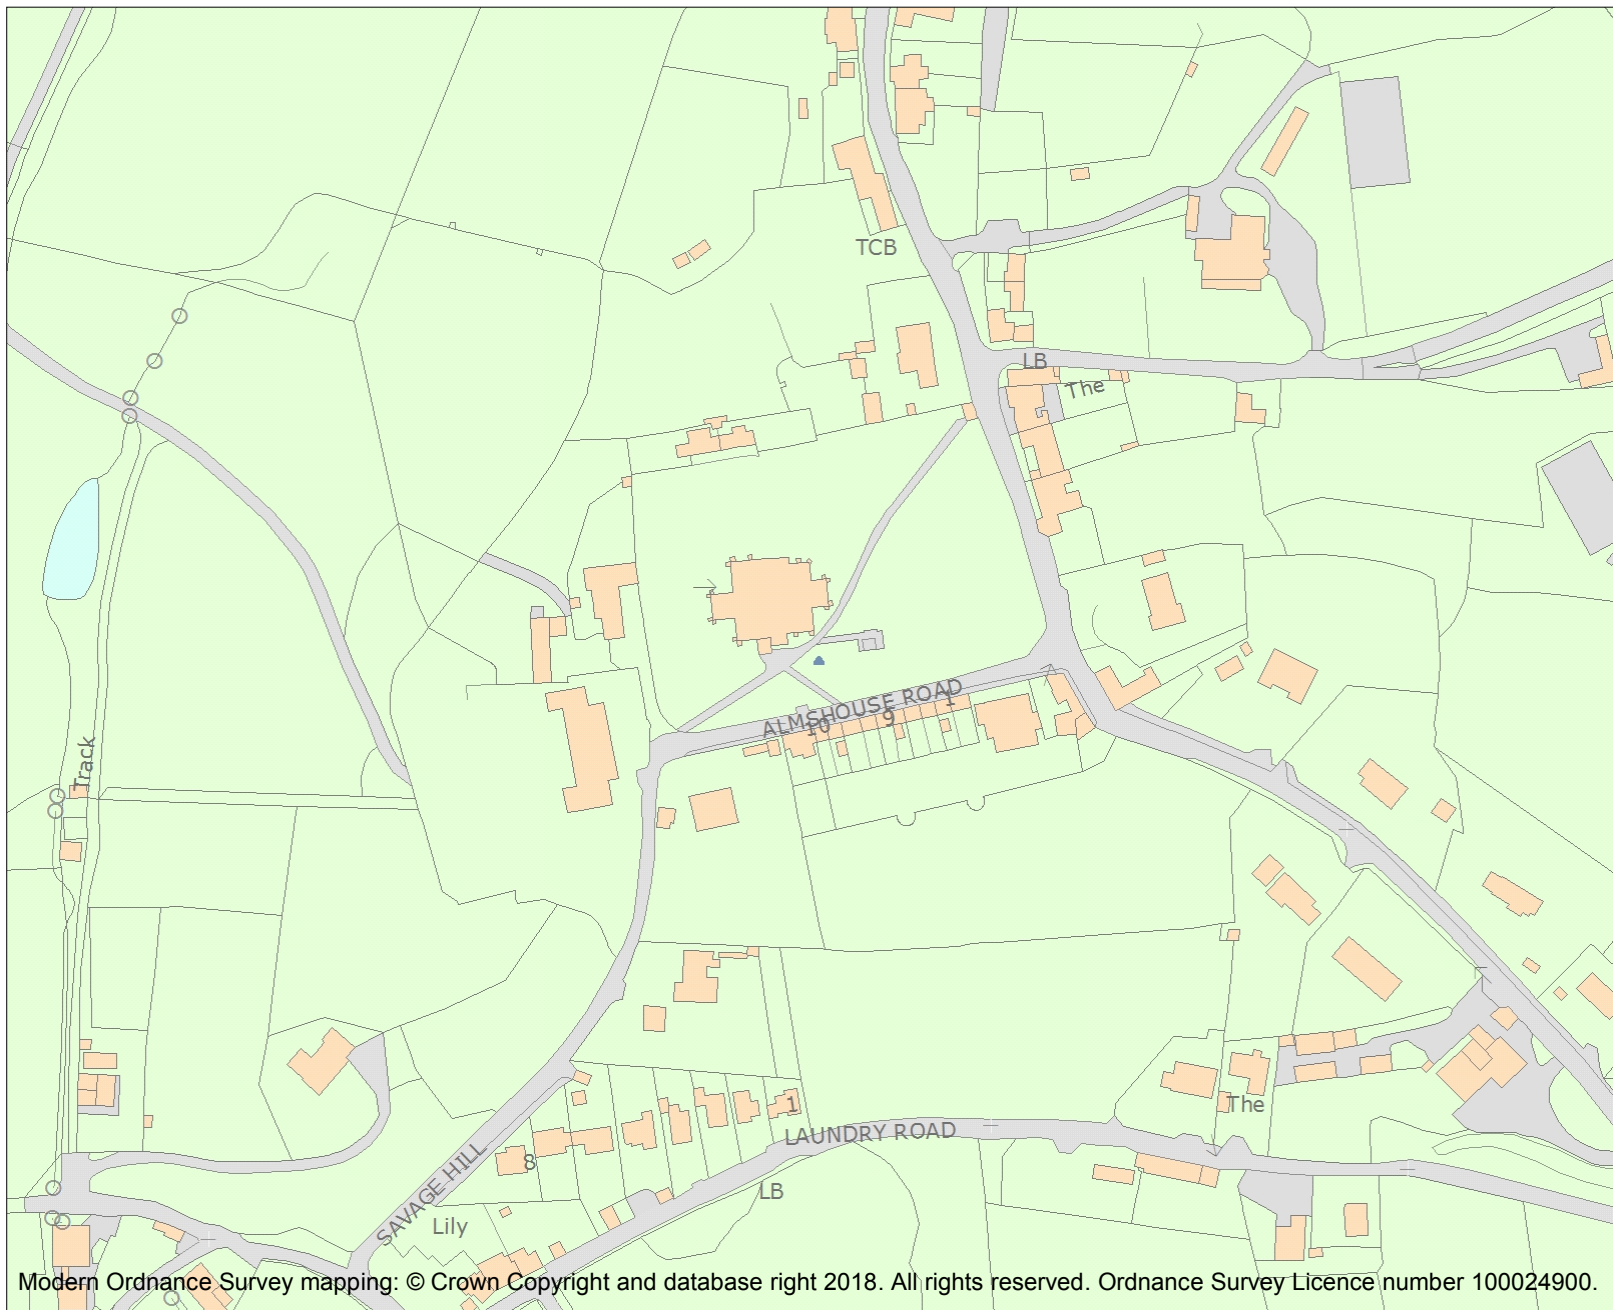 TCB
LB
The
ALMSHOUSE ROAD
10
9
1
Track
1
LAUNDRY ROAD
The
8
SAVAGE HILL
LB
Lily
Modern Ordnance Survey mapping: © Crown Copyright and database right 2018. All rights reserved. Ordnance Survey Licence number 100024900.